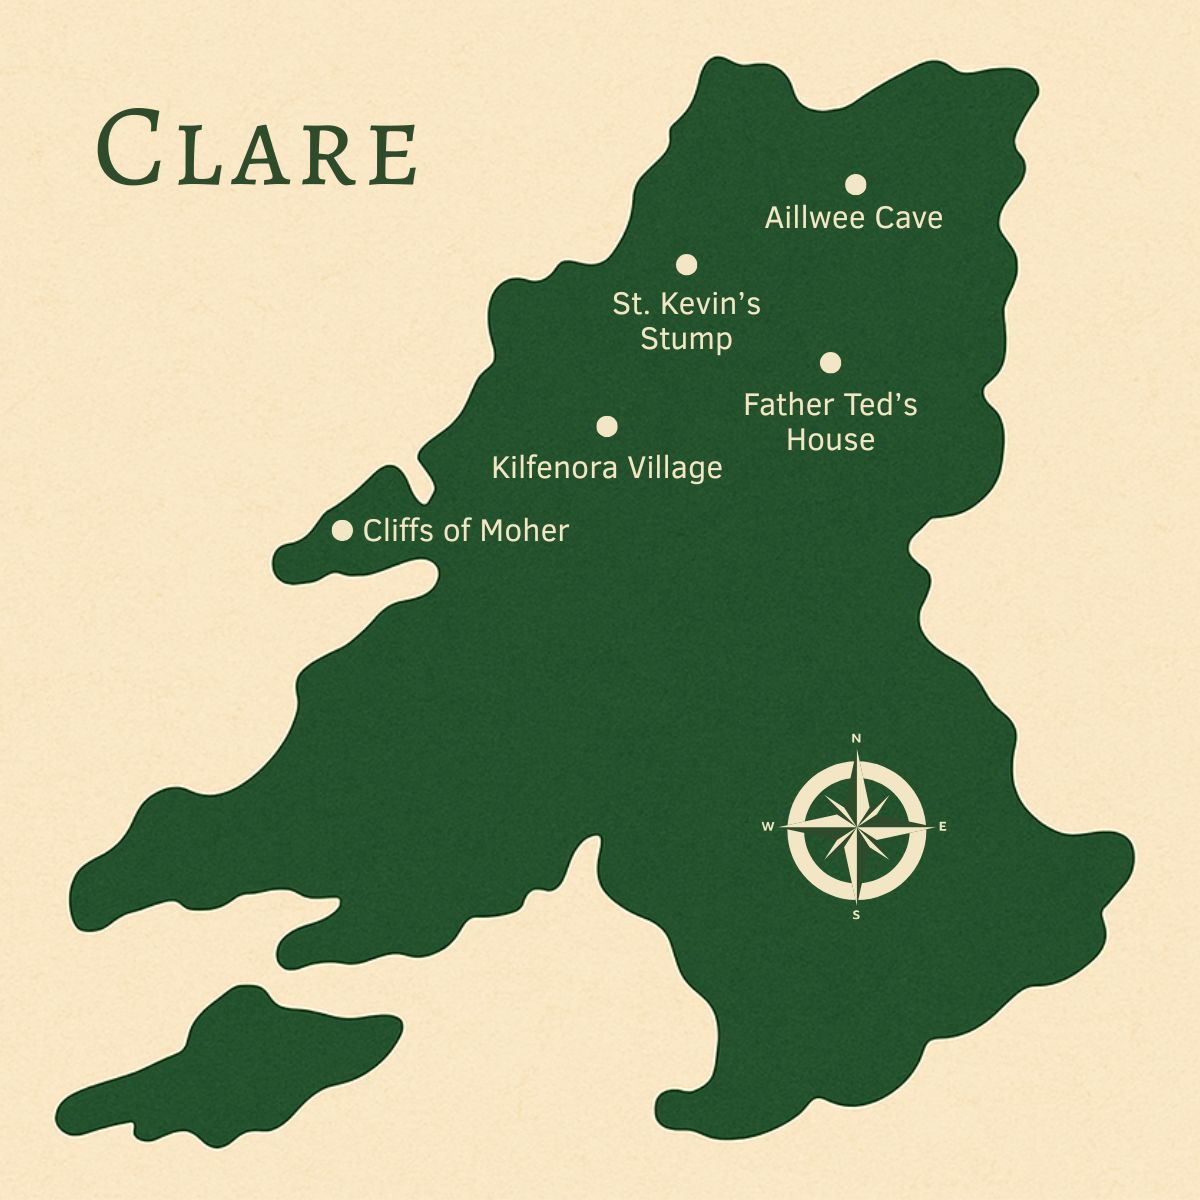 CLARE
Aillwee Cave
St. Kevin’s
Stump
Father Ted’s
House
Kilfenora Village
Cliffs of Moher
N
W
E
S